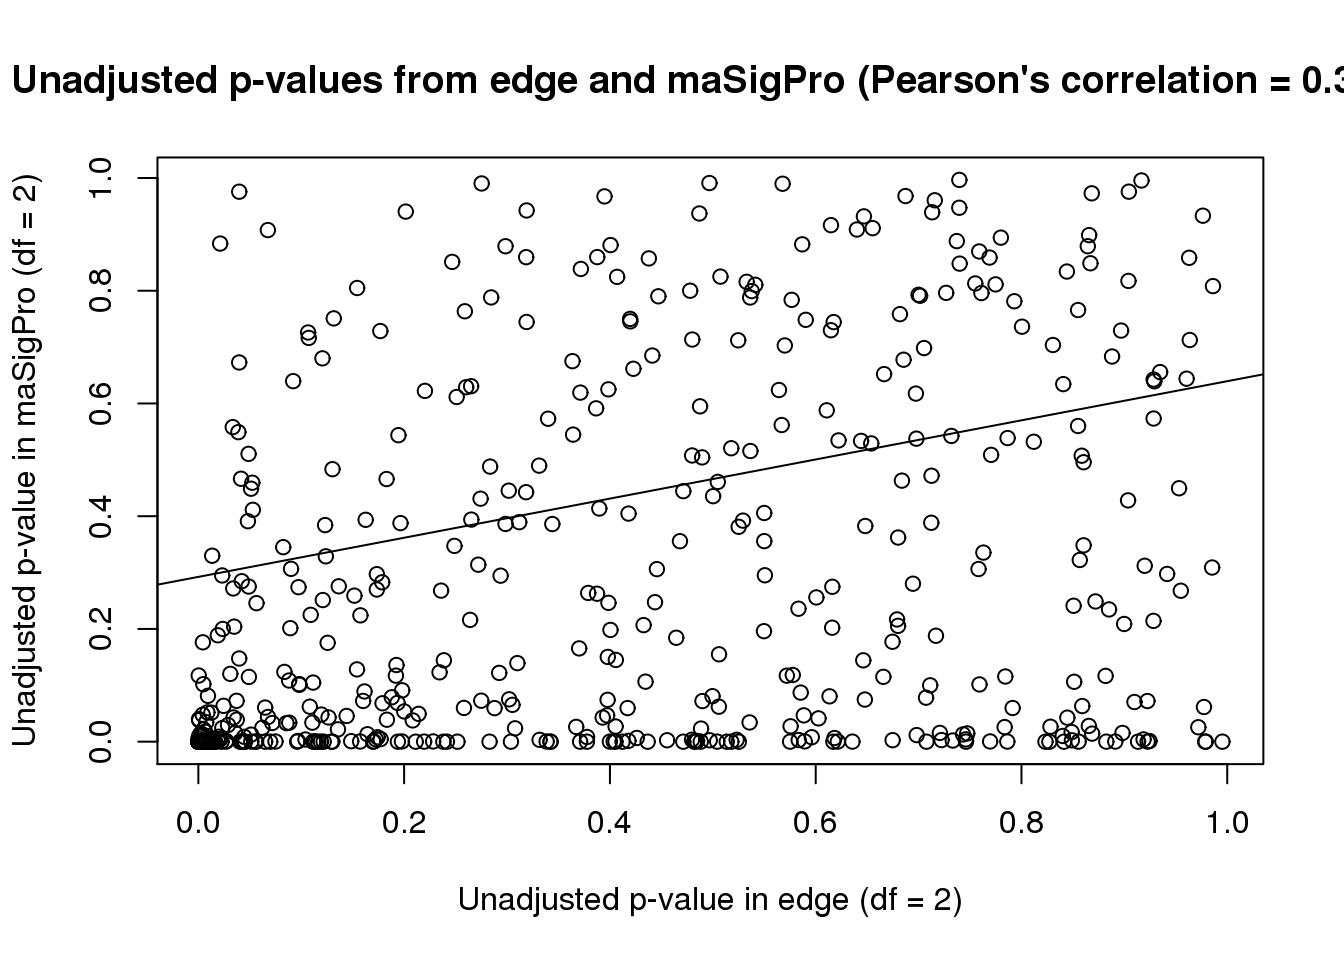 Unadjusted p-values from edge and maSigPro (Pearson's correlation = 0.3
Unadjusted p-value in maSigPro (df = 2)
1.0
0.8
0.6
0.4
0.2
0.0
0.0 0.2 0.4 0.6 0.8 1.0
Unadjusted p-value in edge (df = 2)